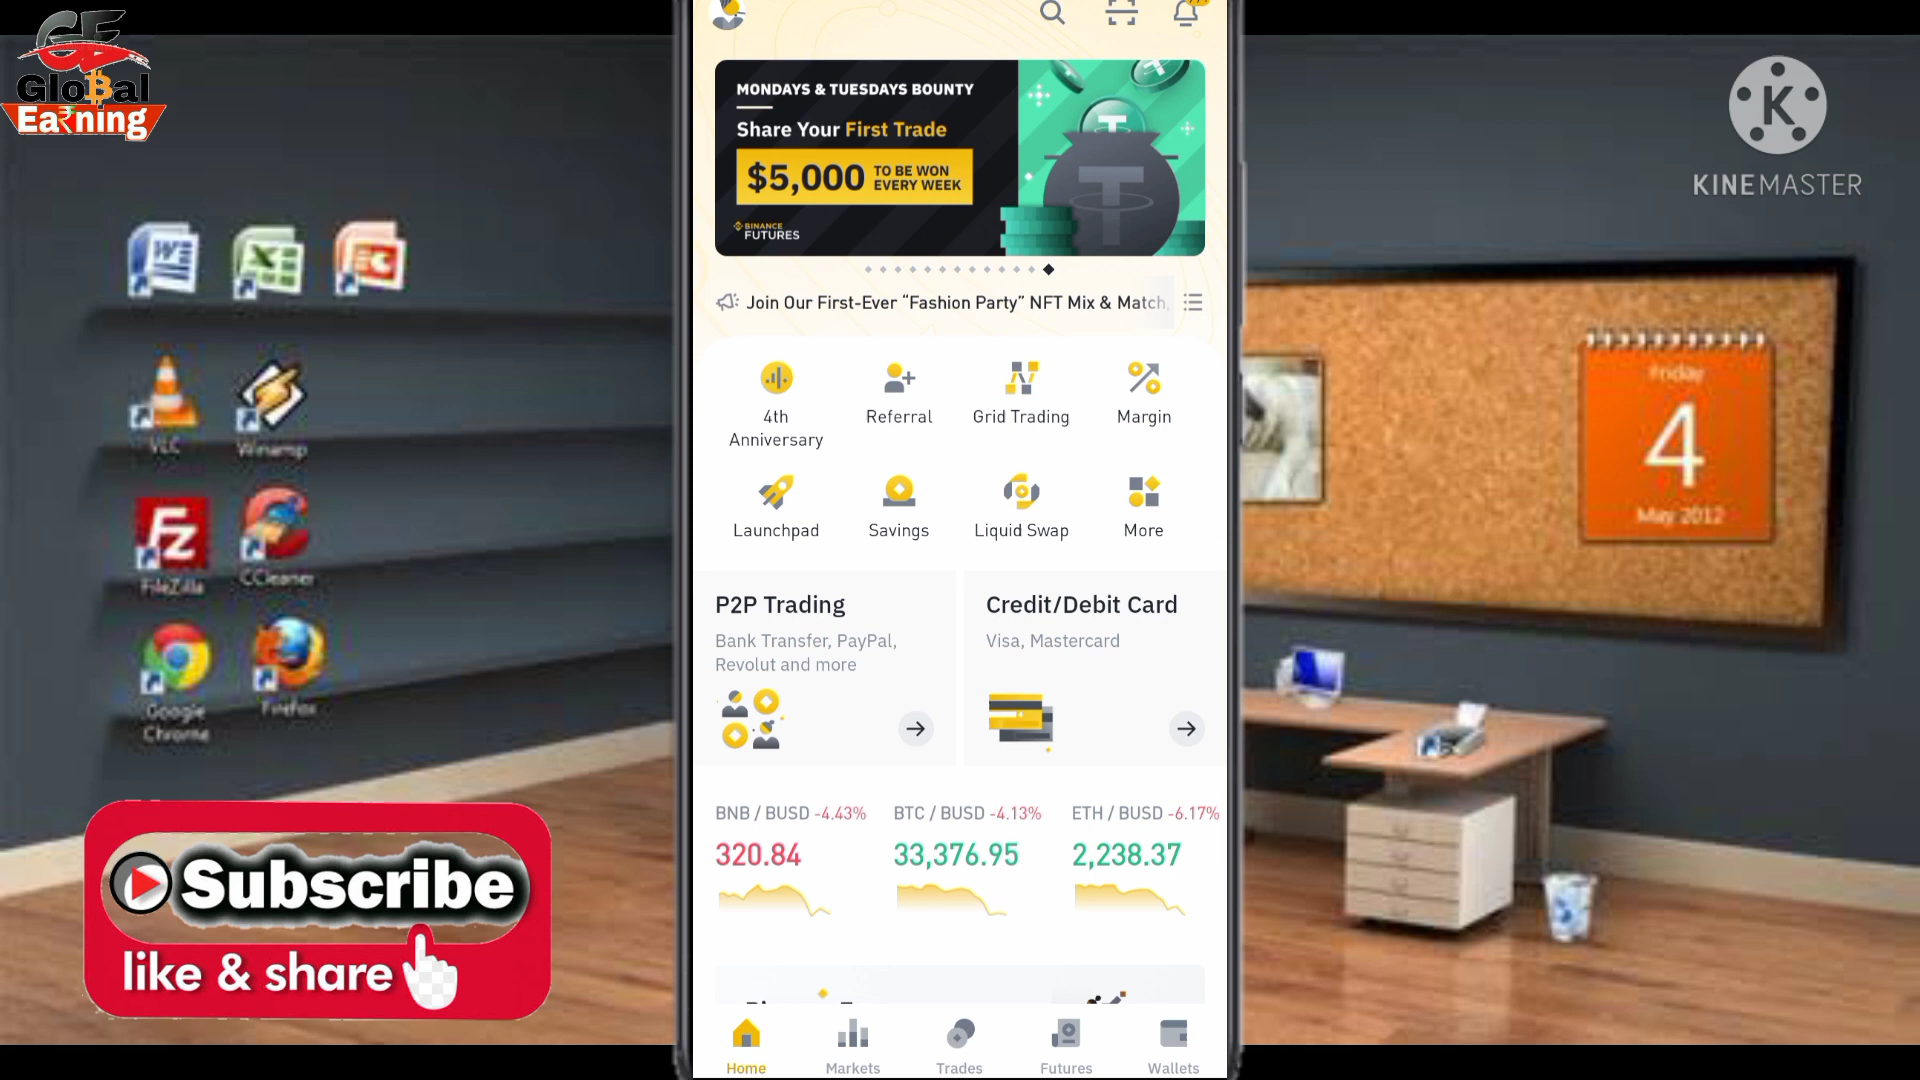 GE
Global
Earning
KINEMASTER
K
VLC
Winamp
FileZilla
CCleaner
Google
Chrome
Firefox
Friday
4
May 2012
MONDAYS & TUESDAYS BOUNTY
Share Your First Trade
$5,000 TO BE WON EVERY WEEK
BINANCE
FUTURES
Join Our First-Ever “Fashion Party” NFT Mix & Match,
4th
Anniversary
Referral
Grid Trading
Margin
Launchpad
Savings
Liquid Swap
More
P2P Trading
Bank Transfer, PayPal,
Revolut and more
Credit/Debit Card
Visa, Mastercard
BNB / BUSD -4.43%
320.84
BTC / BUSD -4.13%
33,376.95
ETH / BUSD -6.17%
2,238.37
Home
Markets
Trades
Futures
Wallets
Subscribe
like & share